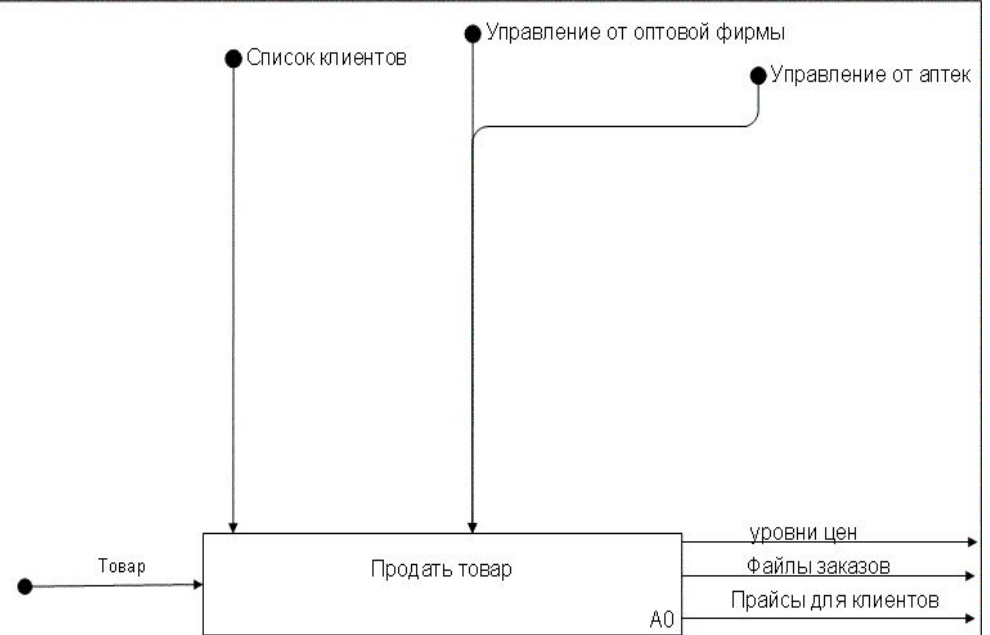 Управление от оптовой фирмы
Список клиентов
Управление от аптек
уровни цен
Товар
Продать товар
Файлы заказов
Прайсы для клиентов
А0